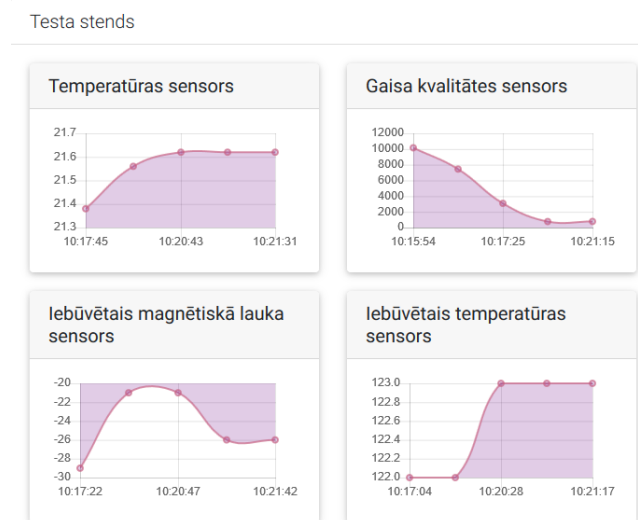 Testa stends
Temperatūras sensors
21.7
21.6
21.5
21.4
21.3
10:17:45 10:20:43 10:21:31
Gaisa kvalitātes sensors
12000
10000
8000
6000
4000
2000
0
10:15:54 10:17:25 10:21:15
Iebūvētais magnētiskā lauka
sensors
-20
-22
-24
-26
-28
-30
10:17:22 10:20:47 10:21:42
Iebūvētais temperatūras
sensors
123.0
122.8
122.6
122.4
122.2
122.0
10:17:04 10:20:28 10:21:17